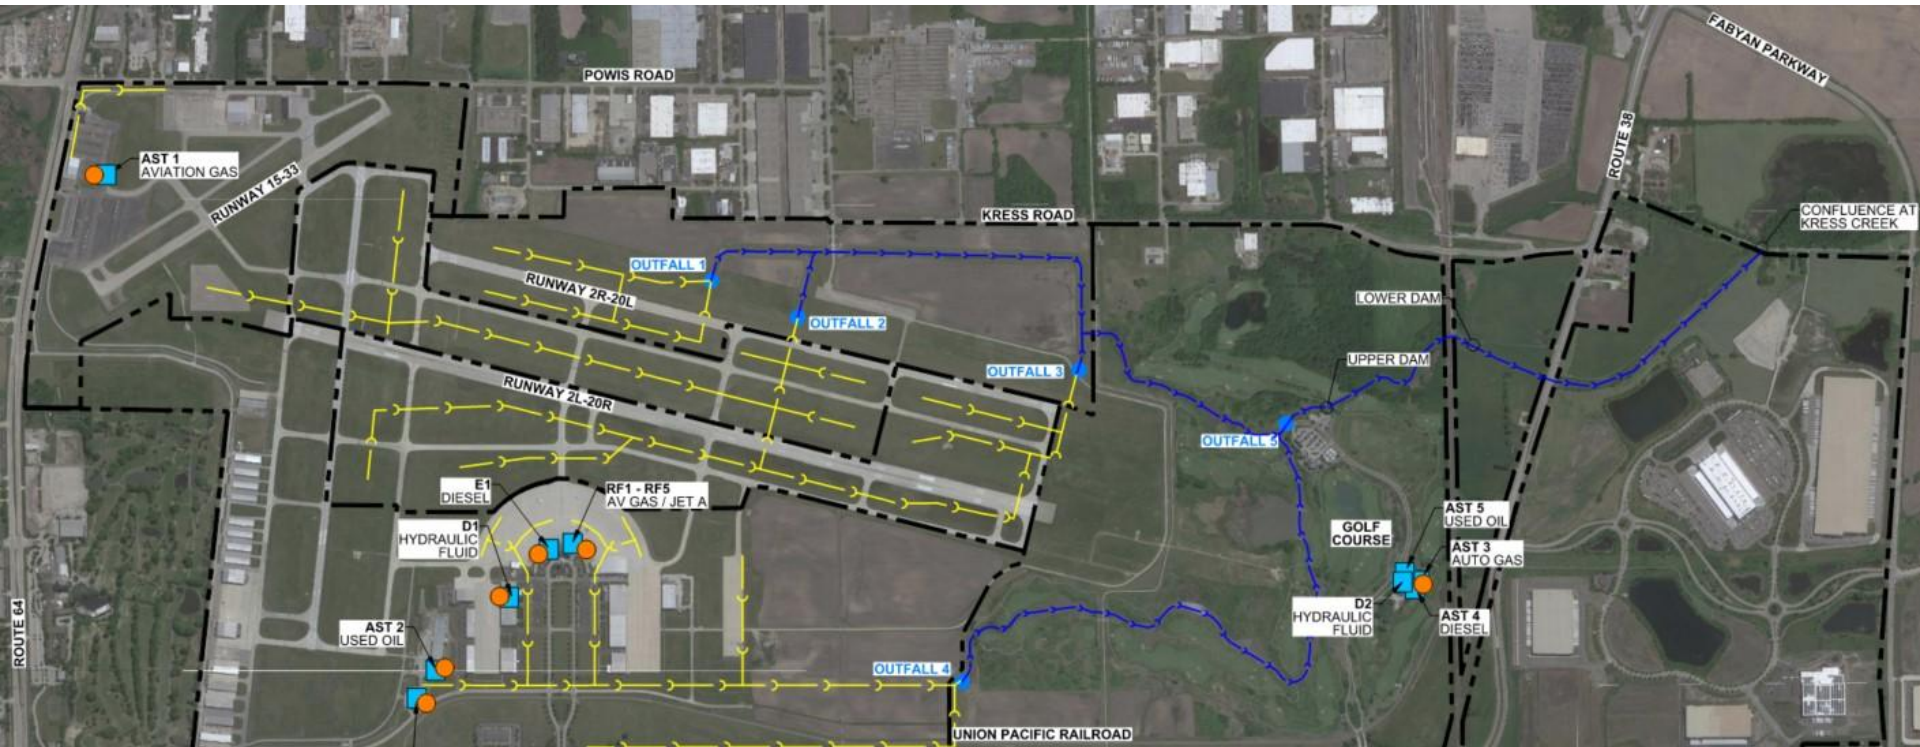 FABYAN PARKWAY
POWIS ROAD
ROUTE 38
AST 1
AVIATION GAS
RUNWAY 15-33
KRESS ROAD
CONFLUENCE AT
KRESS CREEK
OUTFALL 1
RUNWAY 2R-20L
LOWER DAM
OUTFALL 2
UPPER DAM
OUTFALL 3
RUNWAY 2L-20R
OUTFALL 5
E1
DIESEL
RF1 - RF5
AV GAS / JET A
D1
HYDRAULIC
FLUID
GOLF
COURSE
AST 5
USED OIL
AST 3
AUTO GAS
D2
HYDRAULIC
FLUID
AST 4
DIESEL
ROUTE 64
AST 2
USED OIL
OUTFALL 4
UNION PACIFIC RAILROAD